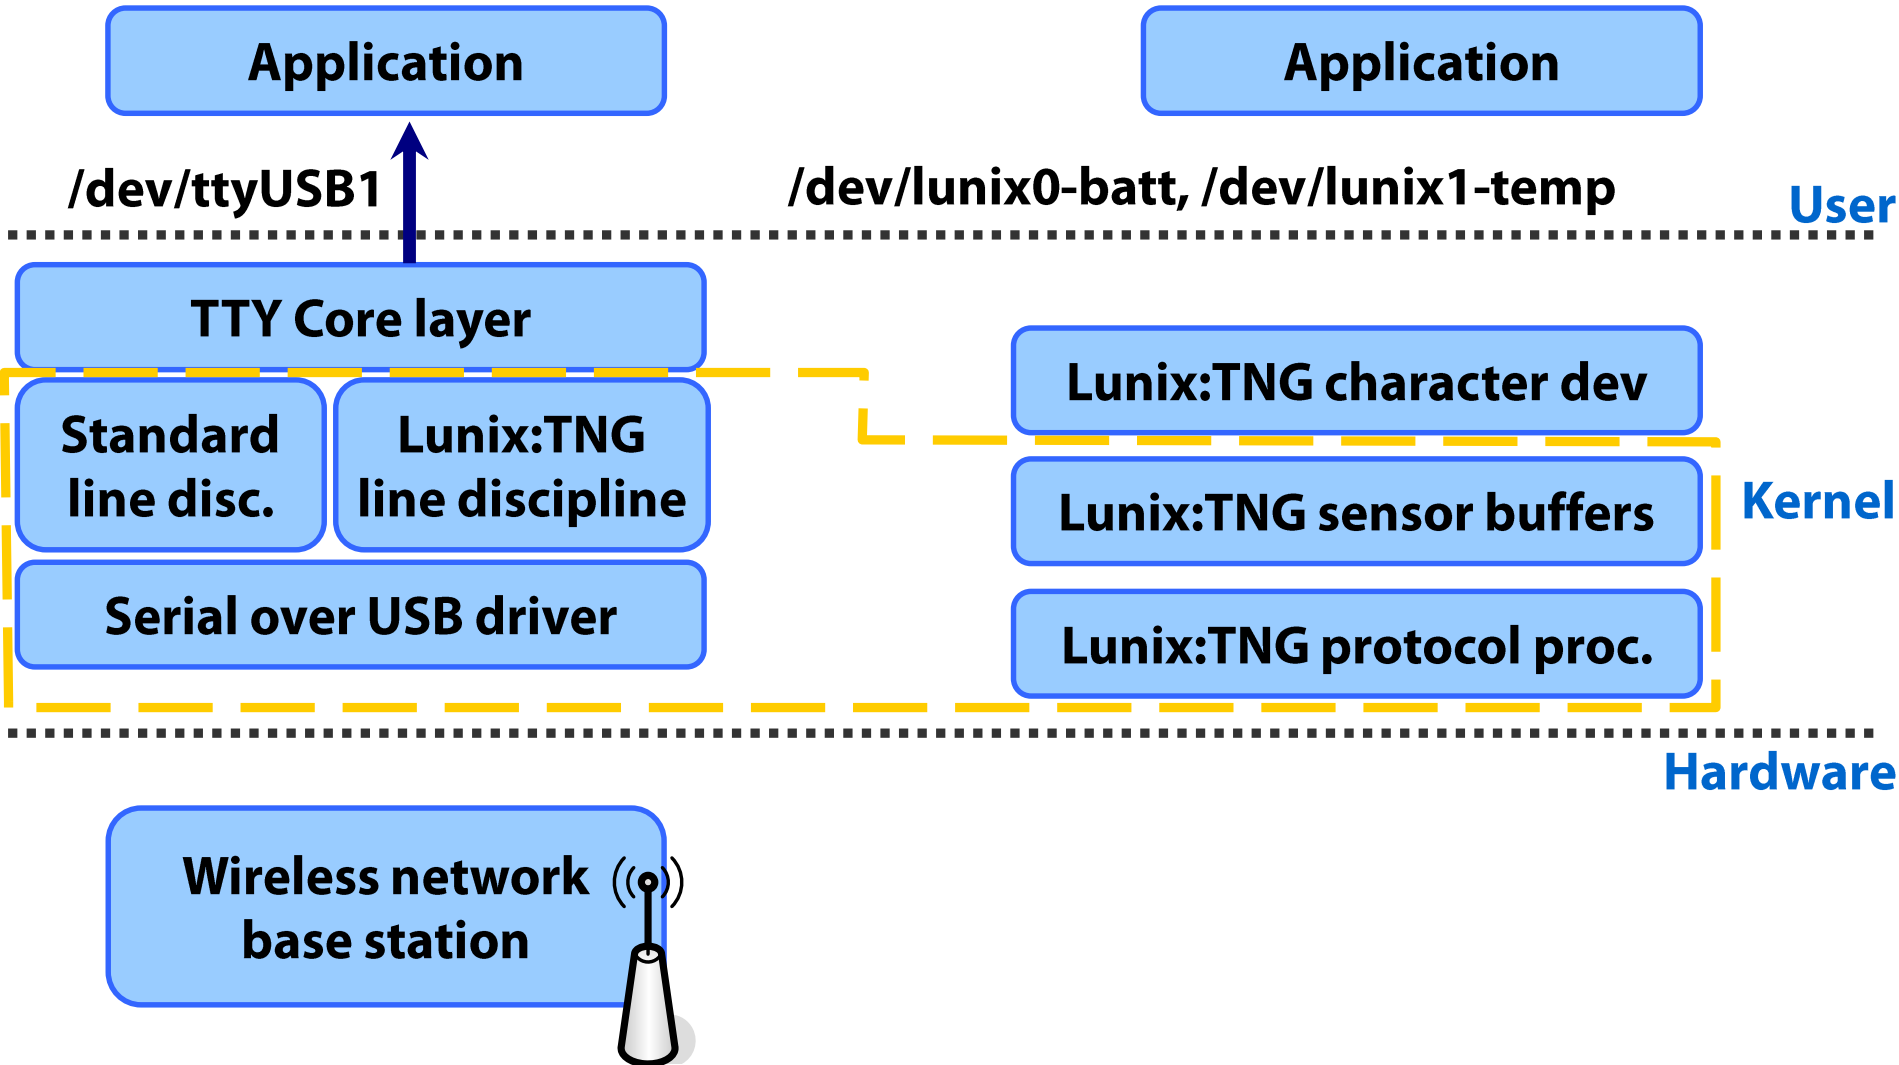 Application
Application
/dev/ttyUSB1
/dev/lunix0-batt, /dev/lunix1-temp
User
TTY Core layer
Lunix:TNG character dev
Standard
line disc.
Lunix:TNG
line discipline
Lunix:TNG sensor buffers
Kernel
Serial over USB driver
Lunix:TNG protocol proc.
Hardware
Wireless network
base station